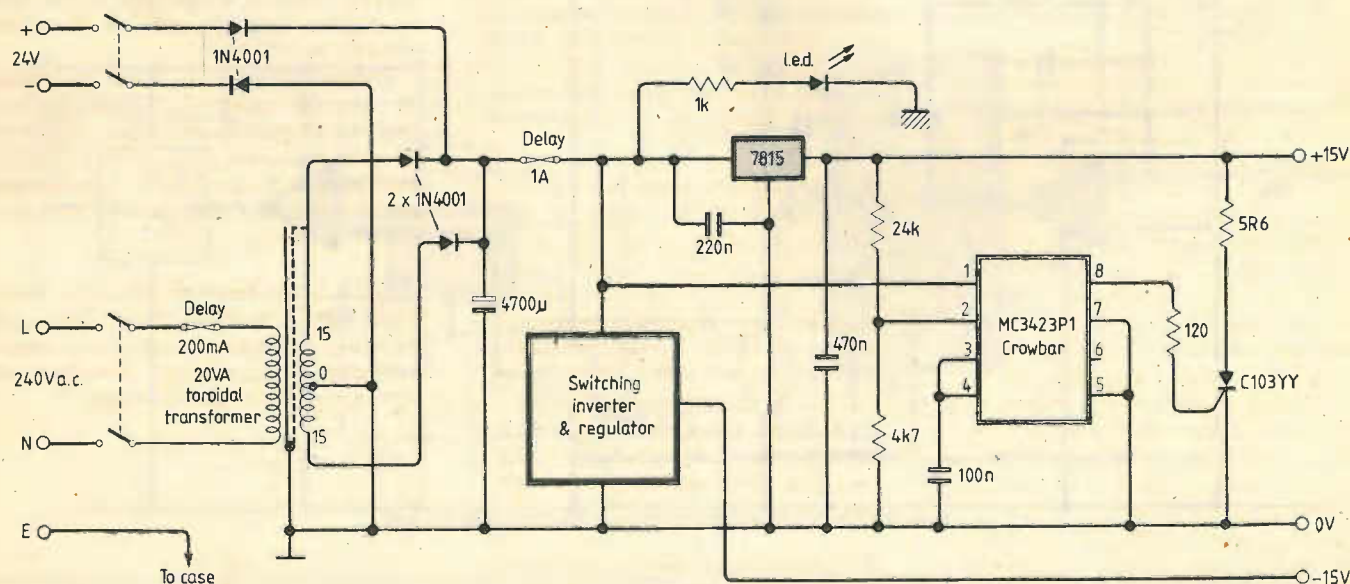 +
24V
−
1N4001
l.e.d.
1k
Delay
1A
7815
+15V
2 x 1N4001
220n
24k
5R6
4700µ
1
2
3
4
MC3423P1
Crowbar
8
7
6
5
120
C103YY
L
240V a.c.
N
Delay
200mA
20VA
toroidal
transformer
15
0
15
Switching
inverter
& regulator
470n
4k7
100n
E
To case
0V
−15V